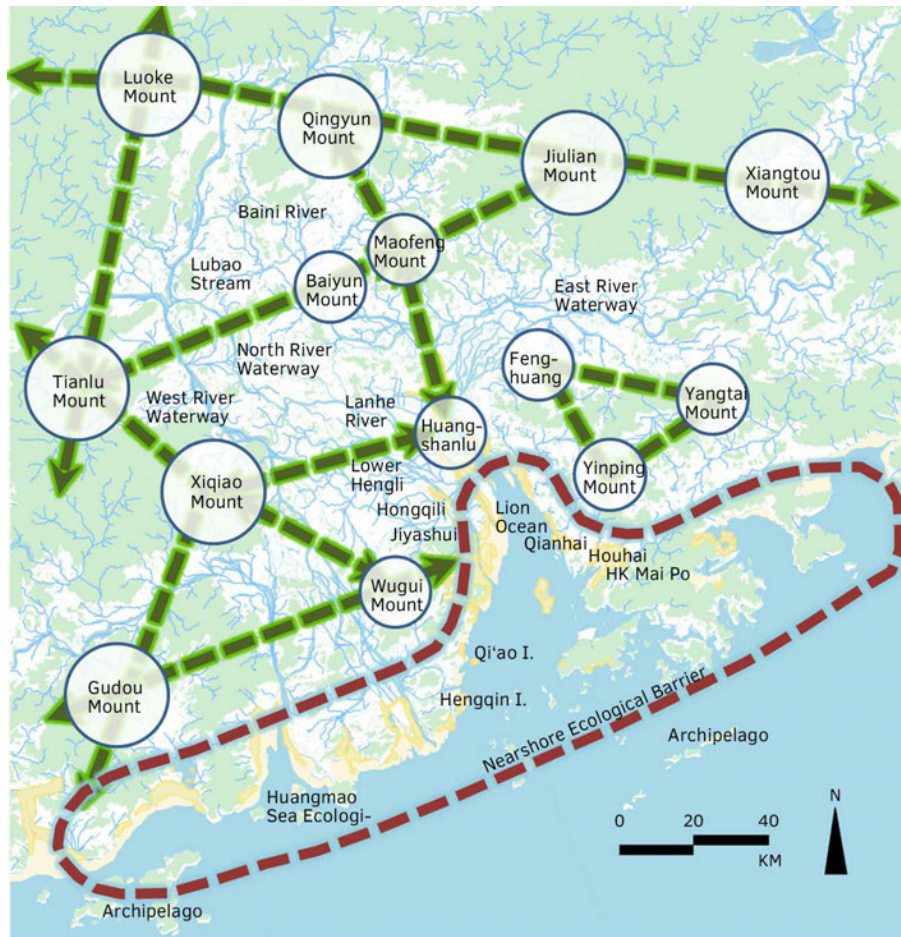 Luoke
Mount
Qingyun
Mount
Jiulian
Mount
Xiangtou
Mount
Baini River
Maofeng
Mount
Lubao
Stream
Baiyun
Mount
East River
Waterway
North River
Waterway
Feng-
huang
Tianlu
Mount
West River
Waterway
Yangtai
Mount
Lanhe
River
Huang-
shanlu
Xiqiao
Mount
Lower
Hengli
Yinping
Mount
Hongqili
Lion
Ocean
Jiyashui
Qianhai
Houhai
HK Mai Po
Wugui
Mount
Qi'ao I.
Gudou
Mount
Hengqin I.
Nearshore Ecological Barrier
Archipelago
Huangmao
Sea Ecologi-
N
0 20 40
KM
Archipelago